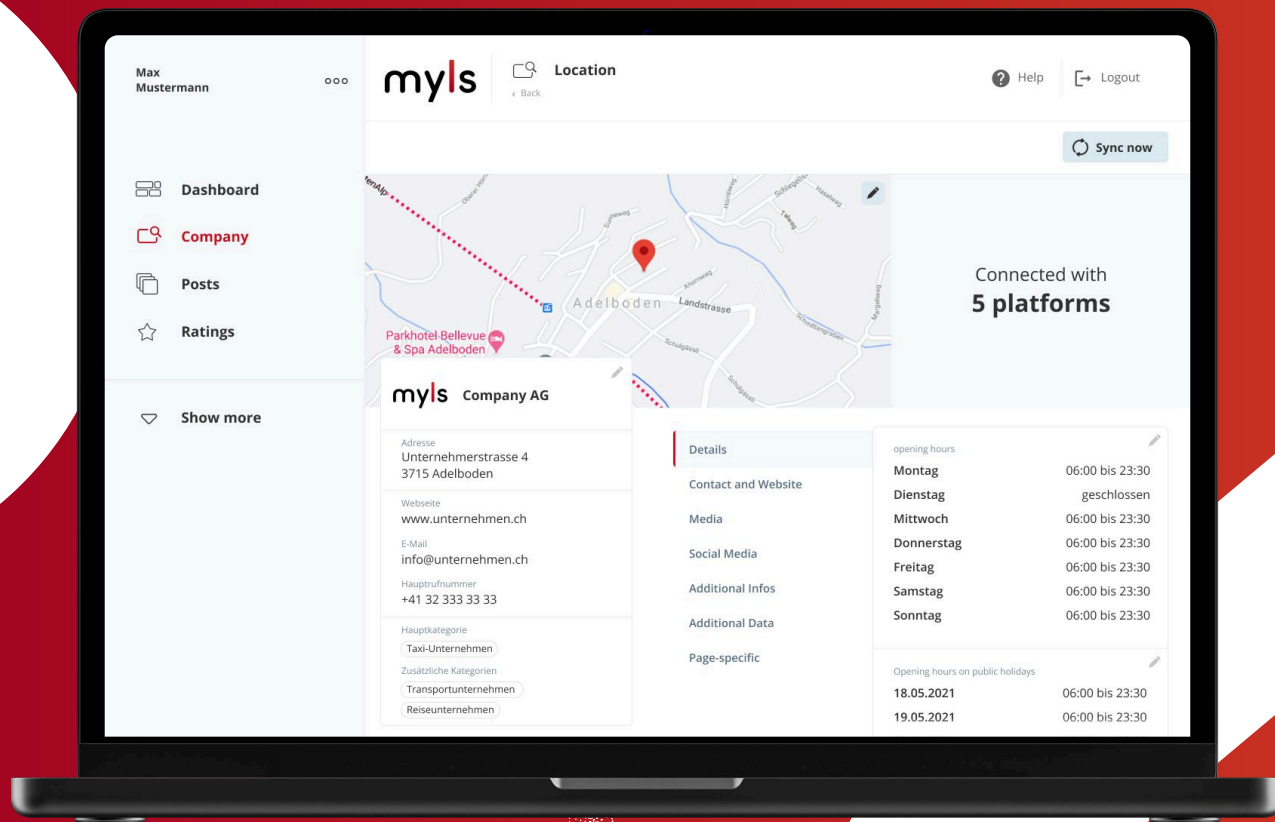 Max
Mustermann
myls
Location
‹ Back
Help
Logout
Sync now
Dashboard
Company
Posts
Ratings
Show more
Adelboden
Landstrasse
Ahornweg
Schulgässli
Schmittengraben
Parkhotel Bellevue
& Spa Adelboden
Connected with
5 platforms
myls Company AG
Adresse
Unternehmerstrasse 4
3715 Adelboden
Webseite
www.unternehmen.ch
E-Mail
info@unternehmen.ch
Hauptrufnummer
+41 32 333 33 33
Hauptkategorie
Taxi-Unternehmen
Zusätzliche Kategorien
Transportunternehmen
Reiseunternehmen
Details
Contact and Website
Media
Social Media
Additional Infos
Additional Data
Page-specific
opening hours
Montag 06:00 bis 23:30
Dienstag geschlossen
Mittwoch 06:00 bis 23:30
Donnerstag 06:00 bis 23:30
Freitag 06:00 bis 23:30
Samstag 06:00 bis 23:30
Sonntag 06:00 bis 23:30
Opening hours on public holidays
18.05.2021 06:00 bis 23:30
19.05.2021 06:00 bis 23:30